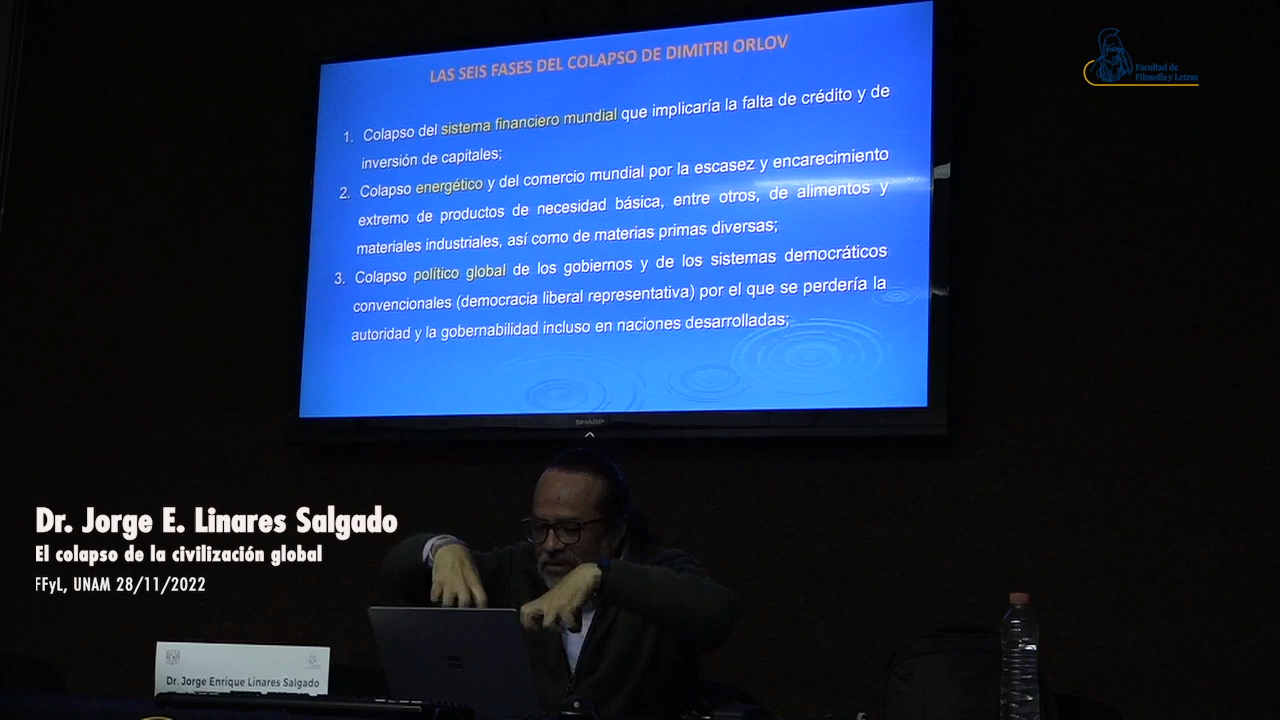 LAS SEIS FASES DEL COLAPSO DE DIMITRI ORLOV
1. Colapso del sistema financiero mundial que implicaría la falta de crédito y de
inversión de capitales;
2. Colapso energético y del comercio mundial por la escasez y encarecimiento
extremo de productos de necesidad básica, entre otros, de alimentos y
materiales industriales, así como de materias primas diversas;
3. Colapso político global de los gobiernos y de los sistemas democráticos
convencionales (democracia liberal representativa) por el que se perdería la
autoridad y la gobernabilidad incluso en naciones desarrolladas;
Facultad de
Filosofía y Letras
SHARP
Dr. Jorge E. Linares Salgado
El colapso de la civilización global
FFyL, UNAM 28/11/2022
Dr. Jorge Enrique Linares Salgado